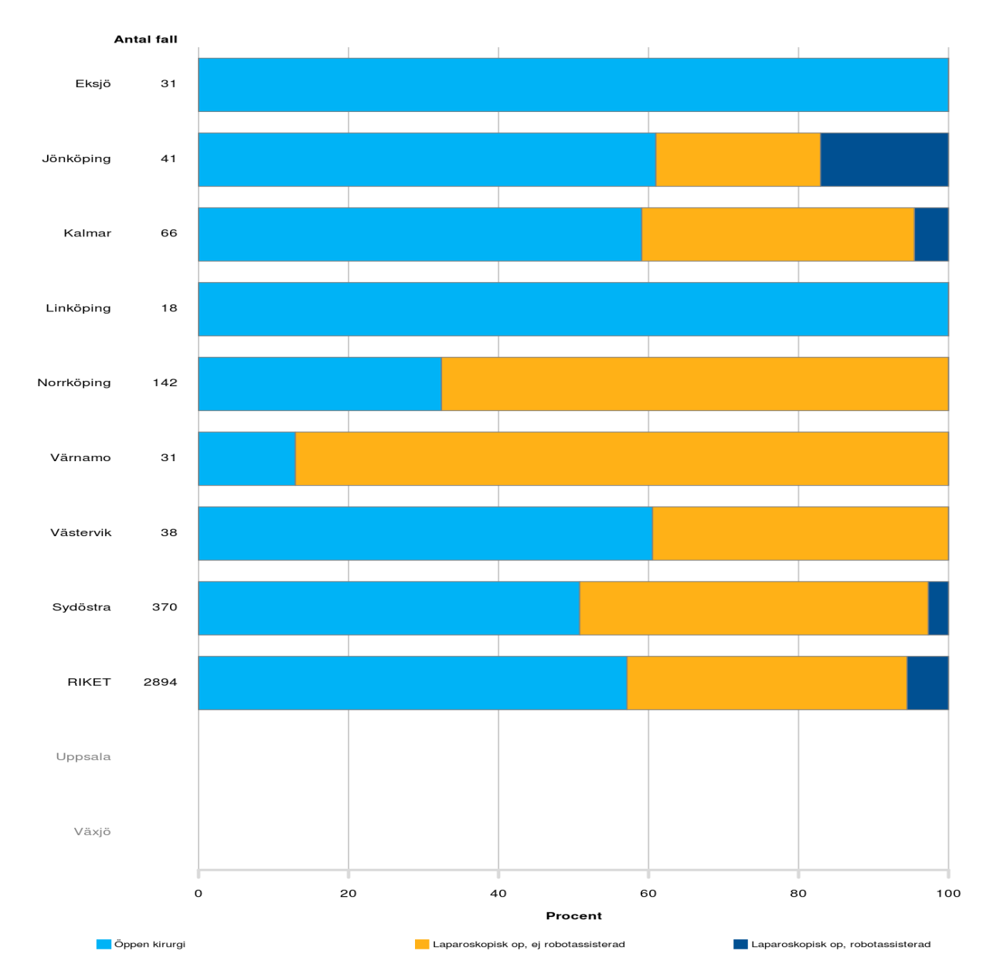 Antal fall
Eksjö 31
Jönköping 41
Kalmar 66
Linköping 18
Norrköping 142
Värnamo 31
Västervik 38
Sydöstra 370
RIKET 2894
Uppsala
Växjö
0 20 40 60 80 100
Procent
Öppen kirurgi Laparoskopisk op, ej robotassisterad Laparoskopisk op, robotassisterad